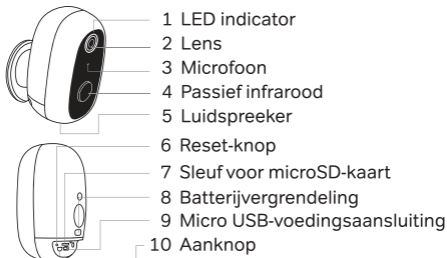 1 LED indicator
2 Lens
3 Microfoon
4 Passief infrarood
5 Luidspreeker
6 Reset-knop
7 Sleuf voor microSD-kaart
8 Batterijvergrendeling
9 Micro USB-voedingsaansluiting
10 Aanknop